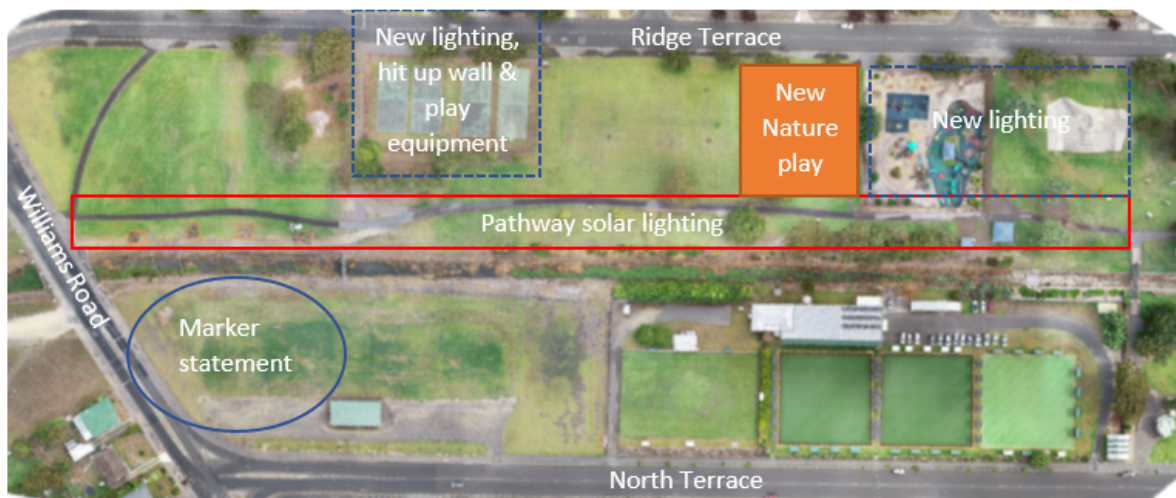 New lighting,
hit up wall &
play
equipment
Ridge Terrace
New
Nature
play
New lighting
Pathway solar lighting
Williams Road
Marker
statement
North Terrace